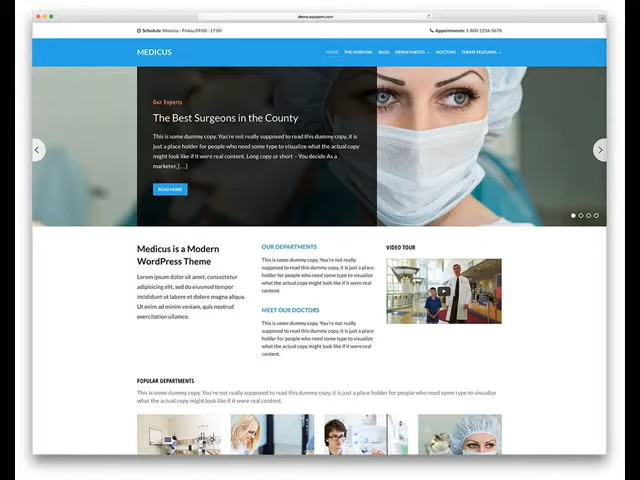 demo.wpzoom.com
Schedule: Monday - Friday 09:00 - 17:00
Appointments: 1-800-1234-5678
MEDICUS
HOME THE HOSPITAL BLOG DEPARTMENTS DOCTORS THEME FEATURES
Our Experts
The Best Surgeons in the County
This is some dummy copy. You're not really supposed to read this dummy copy, it is
just a place holder for people who need some type to visualize what the actual copy
might look like if it were real content. Long copy or short – You decide As a
marketer, [...]
READ MORE
Medicus is a Modern
WordPress Theme
Lorem ipsum dolor sit amet, consectetur
adipisicing elit, sed do eiusmod tempor
incididunt ut labore et dolore magna aliqua.
Ut enim ad minim veniam, quis nostrud
exercitation ullamco.
OUR DEPARTMENTS
This is some dummy copy. You're not really
supposed to read this dummy copy, it is just a place
holder for people who need some type to visualize
what the actual copy might look like if it were real
content.
MEET OUR DOCTORS
This is some dummy copy. You're not really
supposed to read this dummy copy, it is just a place
holder for people who need some type to visualize
what the actual copy might look like if it were real
content.
VIDEO TOUR
POPULAR DEPARTMENTS
This is some dummy copy. You're not really supposed to read this dummy copy, it is just a place holder for people who need some type to visualize
what the actual copy might look like if it were real content.